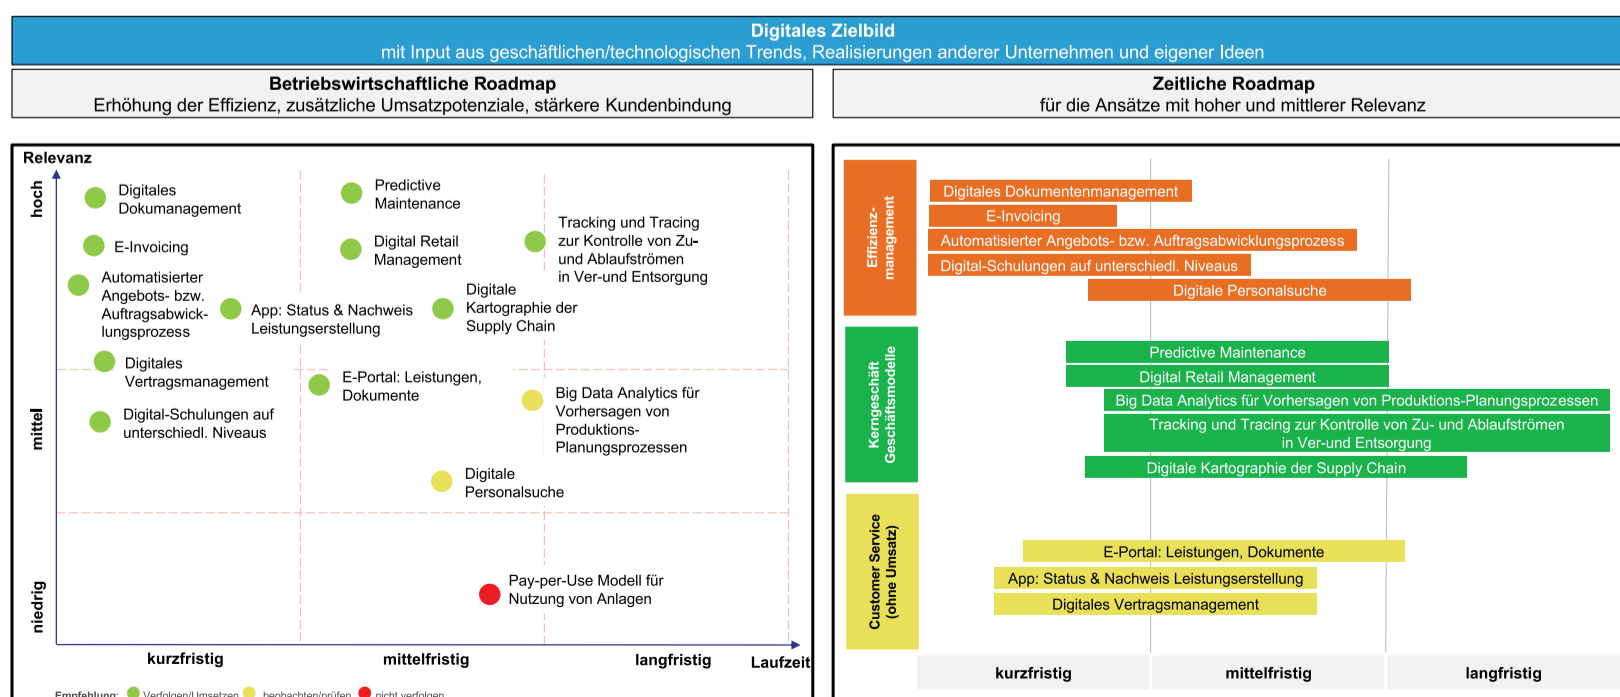 Digitales Zielbild
mit Input aus geschäftlichen/technologischen Trends, Realisierungen anderer Unternehmen und eigener Ideen
Betriebswirtschaftliche Roadmap
Erhöhung der Effizienz, zusätzliche Umsatzpotenziale, stärkere Kundenbindung
Relevanz
hoch
mittel
niedrig
Digitales
Dokumanagement
E-Invoicing
Automatisierter
Angebots- bzw.
Auftragsabwick-
lungsprozess
App: Status & Nachweis
Leistungserstellung
Digitales
Vertragsmanagement
Digital-Schulungen auf
unterschiedl. Niveaus
Predictive
Maintenance
Digital Retail
Management
Tracking und Tracing
zur Kontrolle von Zu-
und Ablaufströmen
in Ver-und Entsorgung
Digitale
Kartographie der
Supply Chain
E-Portal: Leistungen,
Dokumente
Big Data Analytics für
Vorhersagen von
Produktions-
Planungsprozessen
Digitale
Personalsuche
Pay-per-Use Modell für
Nutzung von Anlagen
kurzfristig
mittelfristig
langfristig
Laufzeit
Empfehlung: Verfolgen/Umsetzen beobachten/prüfen nicht verfolgen
Zeitliche Roadmap
für die Ansätze mit hoher und mittlerer Relevanz
Effizienz-
management
Digitales Dokumentenmanagement
E-Invoicing
Automatisierter Angebots- bzw. Auftragsabwicklungsprozess
Digital-Schulungen auf unterschiedl. Niveaus
Digitale Personalsuche
Kerngeschäft
Geschäftsmodelle
Predictive Maintenance
Digital Retail Management
Big Data Analytics für Vorhersagen von Produktions-Planungsprozessen
Tracking und Tracing zur Kontrolle von Zu- und Ablaufströmen
in Ver-und Entsorgung
Digitale Kartographie der Supply Chain
Customer Service
(ohne Umsatz)
E-Portal: Leistungen, Dokumente
App: Status & Nachweis Leistungserstellung
Digitales Vertragsmanagement
kurzfristig
mittelfristig
langfristig